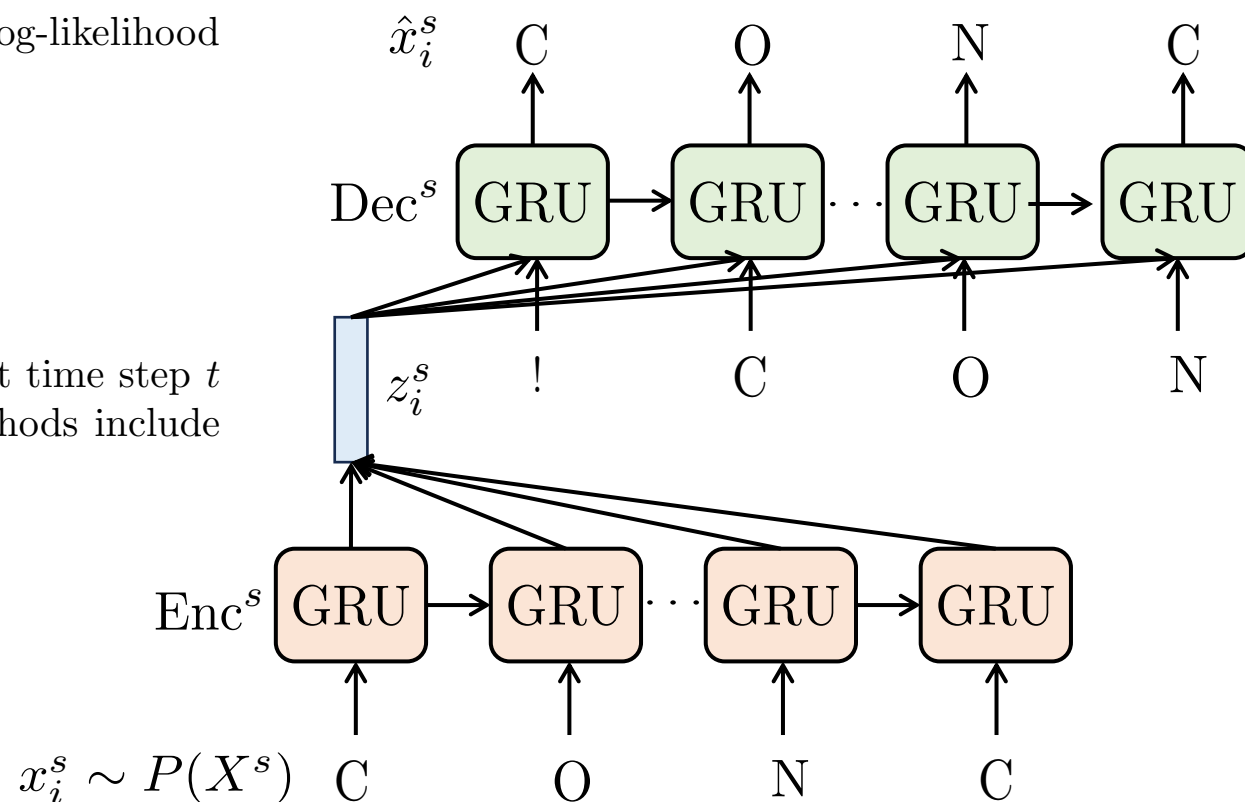 og-likelihood
x̂ᵢˢ C O N C
Decˢ GRU GRU · · · GRU GRU
t time step t
hods include
zᵢˢ ! C O N
Encˢ GRU GRU · · · GRU GRU
xᵢˢ ∼ P(Xˢ) C O N C